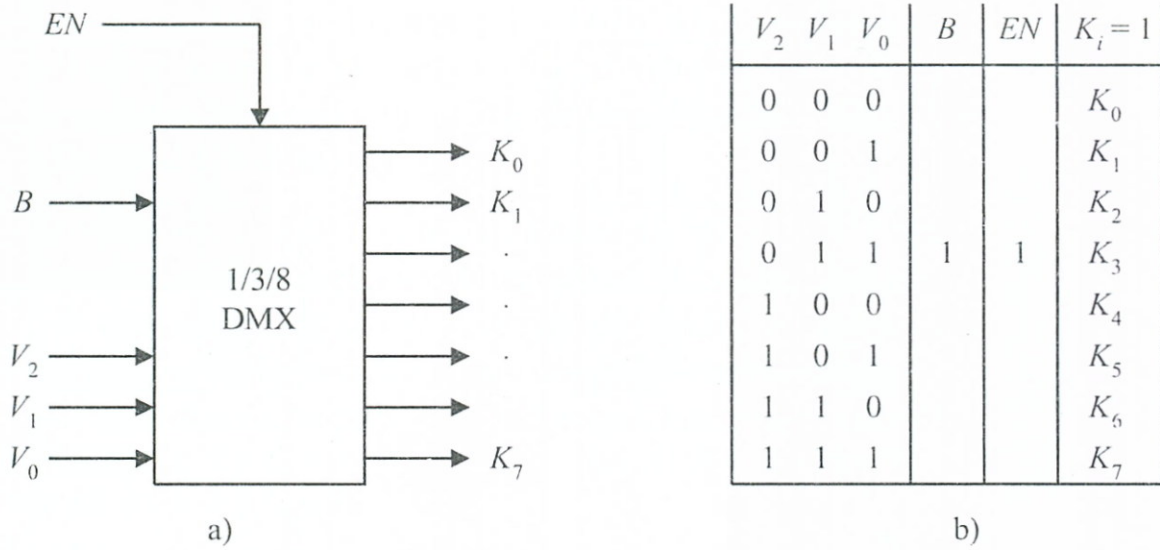 EN
B
1/3/8
DMX
V₂
V₁
V₀
K₀
K₁
.
.
.
K₇
a)
V₂ V₁ V₀ B EN Kᵢ = 1
0 0 0 K₀
0 0 1 K₁
0 1 0 K₂
0 1 1 1 1 K₃
1 0 0 K₄
1 0 1 K₅
1 1 0 K₆
1 1 1 K₇
b)